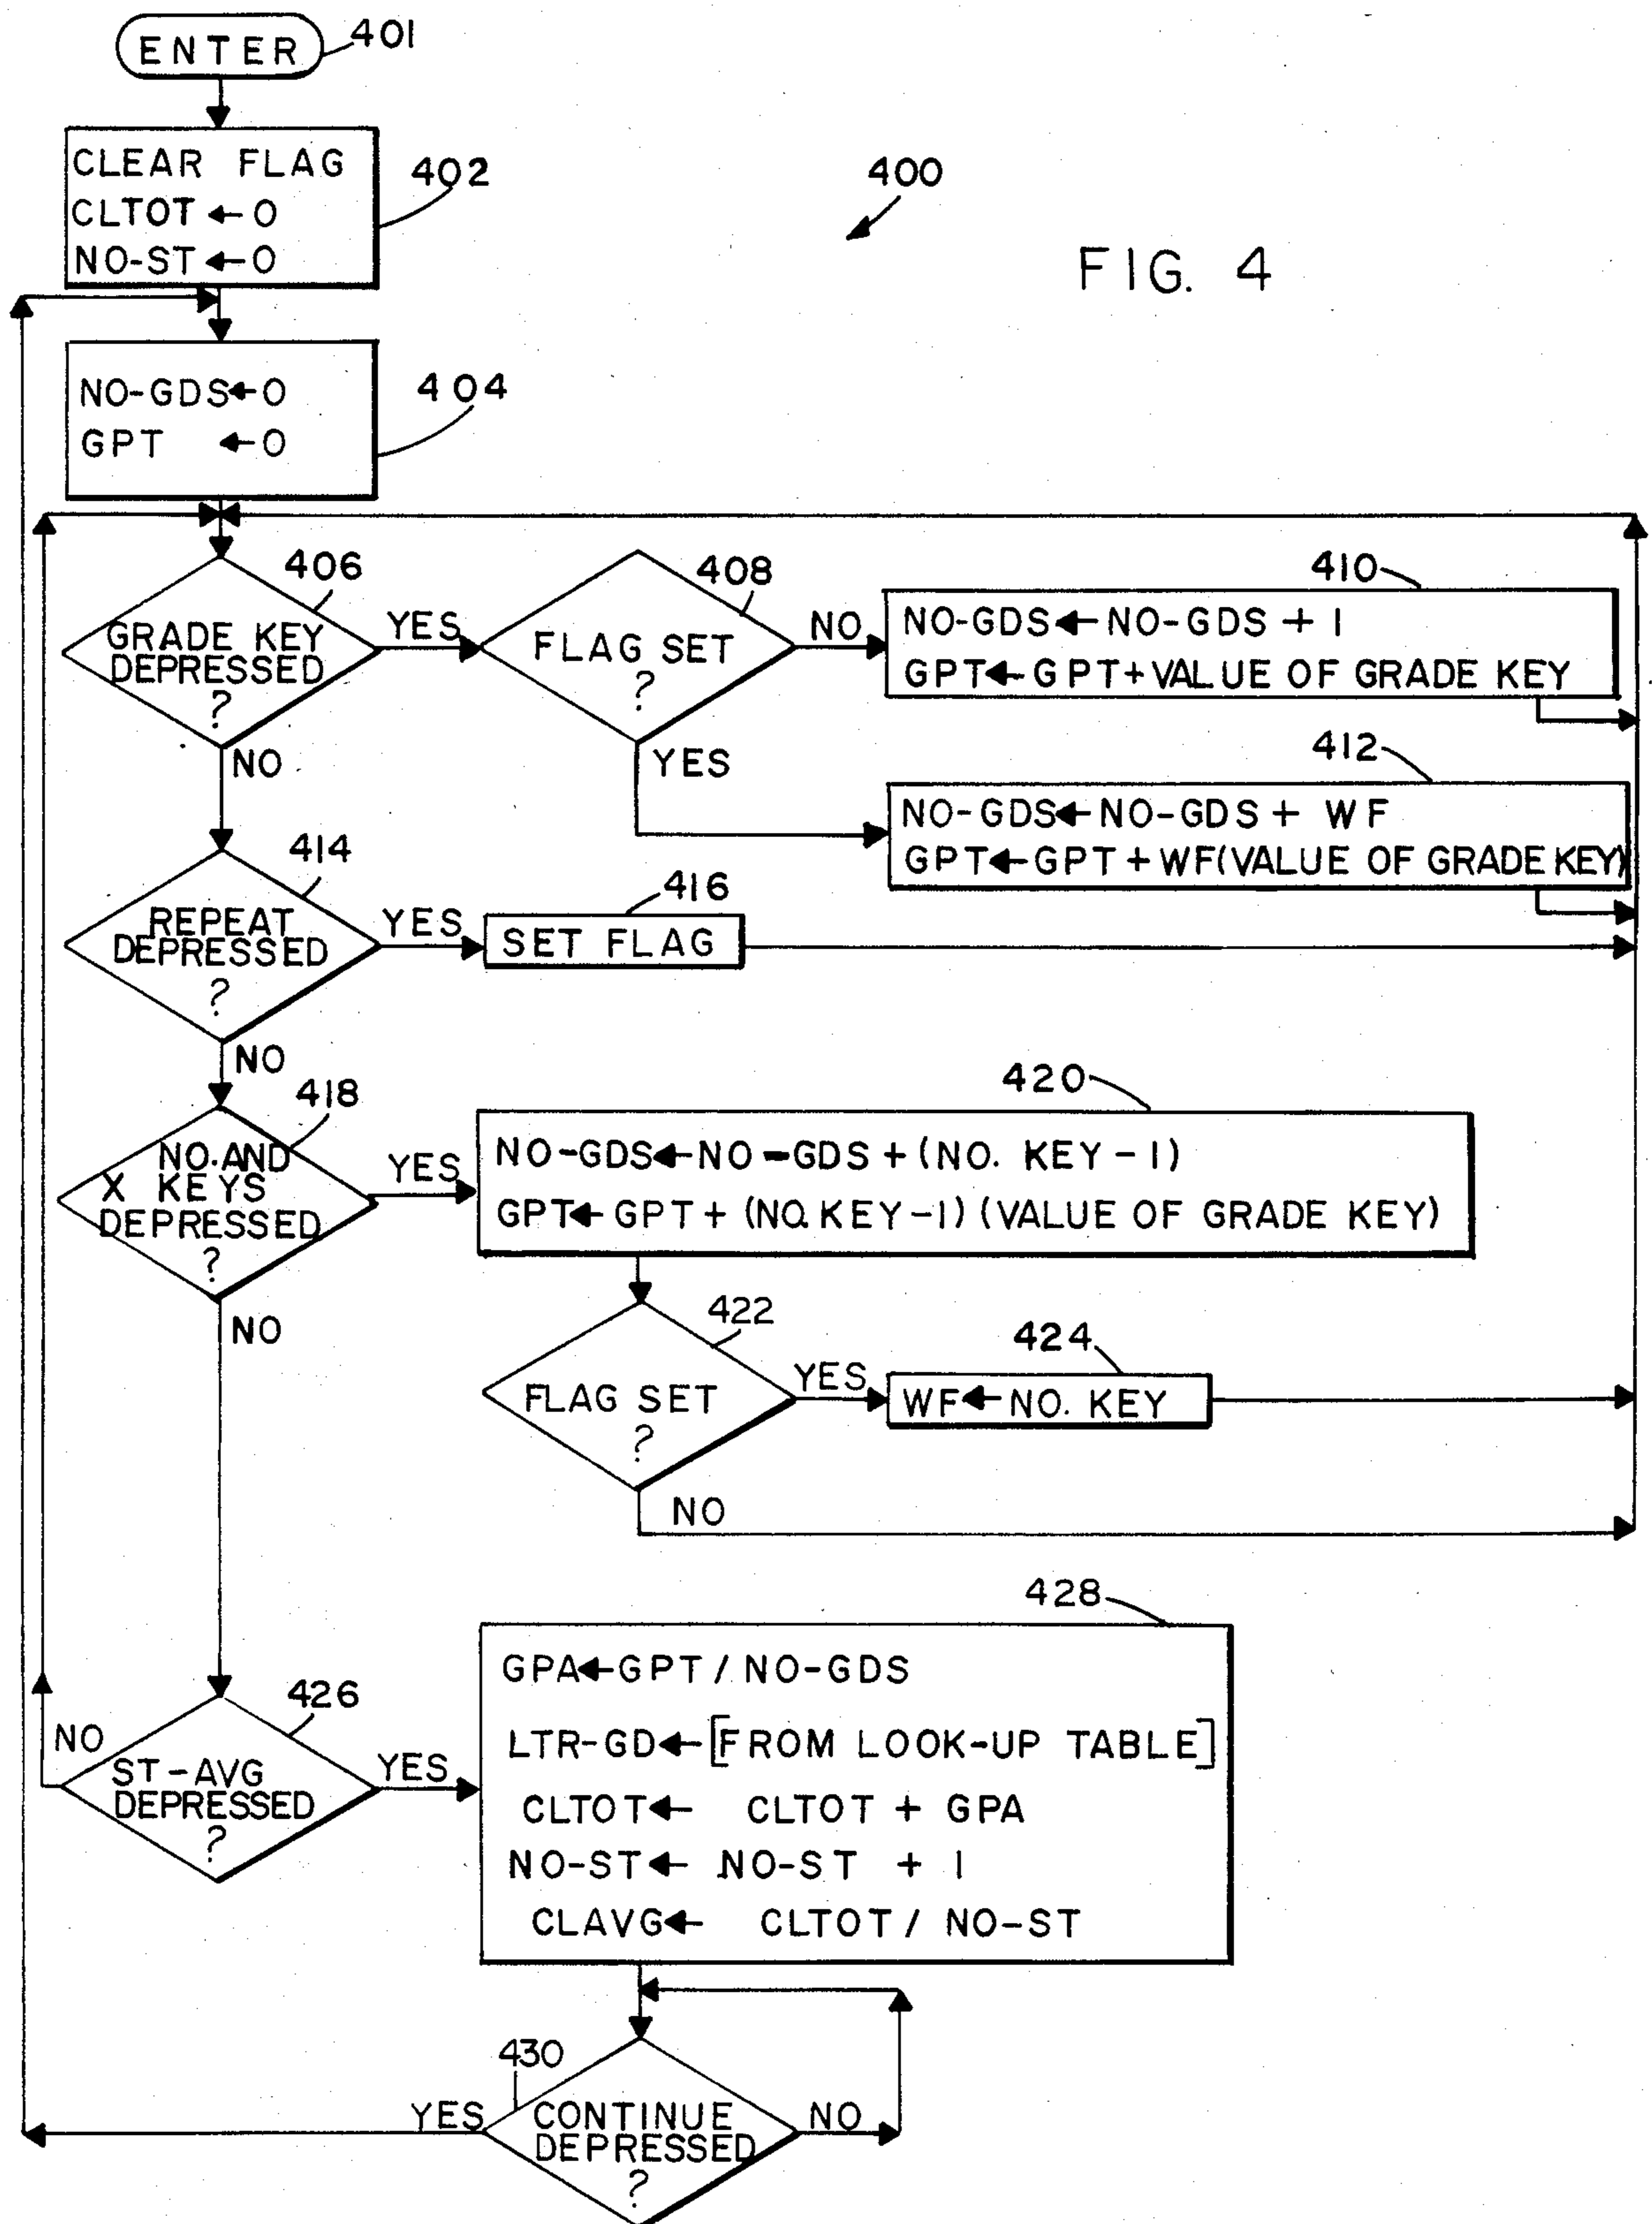 ENTER
401
CLEAR FLAG
CLTOT ← 0
NO-ST ← 0
402
400
FIG. 4
NO-GDS ← 0
GPT ← 0
404
406
GRADE KEY
DEPRESSED
?
YES
NO
408
FLAG SET
?
NO
YES
410
NO-GDS ← NO-GDS + 1
GPT ← GPT + VALUE OF GRADE KEY
412
NO-GDS ← NO-GDS + WF
GPT ← GPT + WF(VALUE OF GRADE KEY)
414
REPEAT
DEPRESSED
?
YES
NO
416
SET FLAG
418
NO. AND
X KEYS
DEPRESSED
?
YES
NO
420
NO-GDS ← NO-GDS + (NO. KEY - 1)
GPT ← GPT + (NO. KEY - 1) (VALUE OF GRADE KEY)
422
FLAG SET
?
YES
NO
424
WF ← NO. KEY
426
ST-AVG
DEPRESSED
?
NO
YES
428
GPA ← GPT / NO-GDS
LTR-GD ← [FROM LOOK-UP TABLE]
CLTOT ← CLTOT + GPA
NO-ST ← NO-ST + 1
CLAVG ← CLTOT / NO-ST
430
CONTINUE
DEPRESSED
?
YES
NO